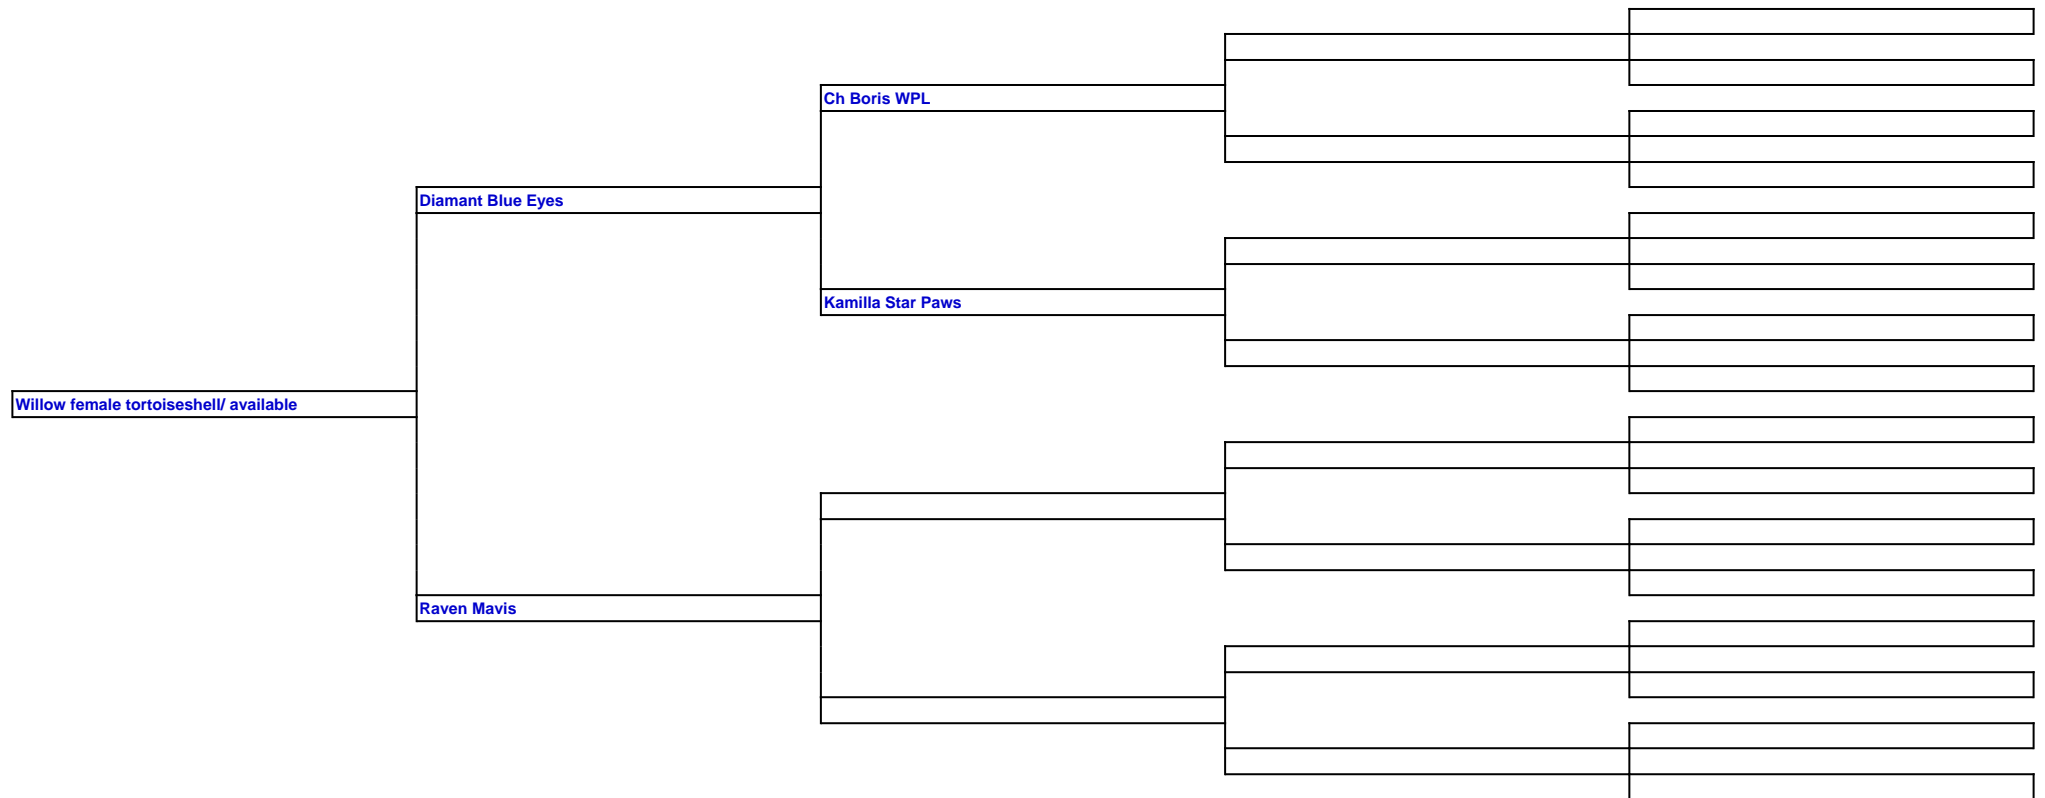 Ch Boris WPL
Diamant Blue Eyes
Kamilla Star Paws
Willow female tortoiseshell/ available
Raven Mavis